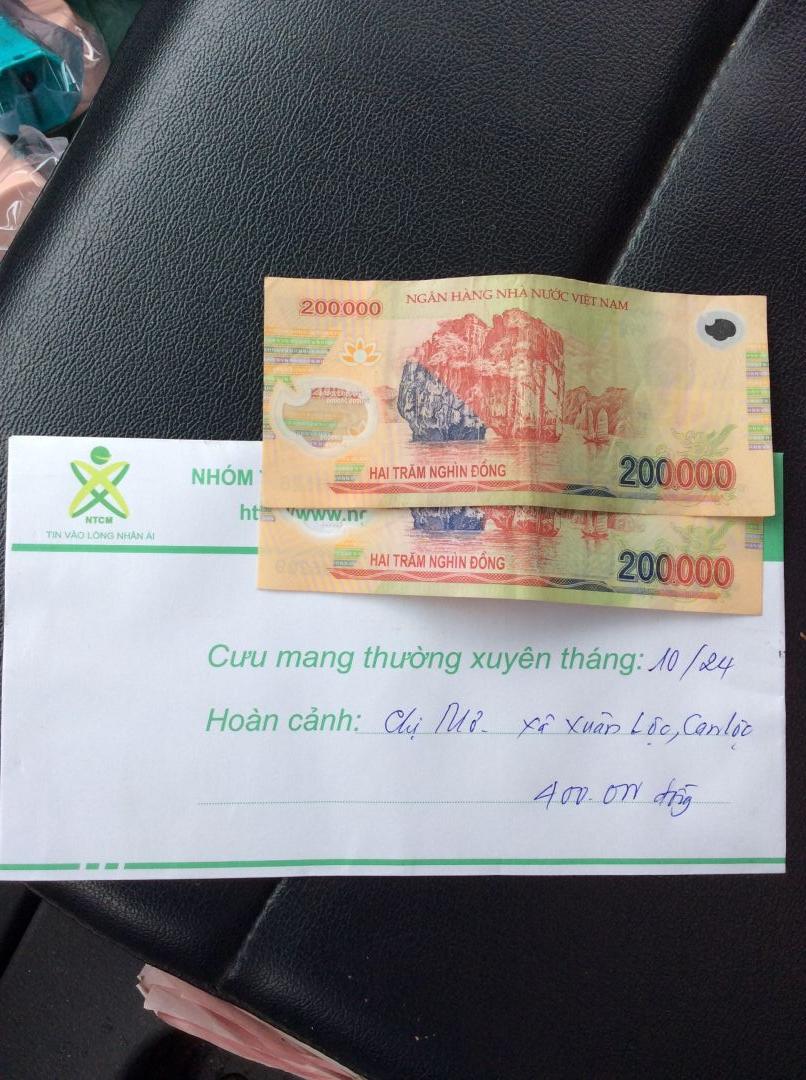 200000
NGÂN HÀNG NHÀ NƯỚC VIỆT NAM
HAI TRĂM NGHÌN ĐỒNG
200000
HAI TRĂM NGHÌN ĐỒNG
200000
NTCM
TIN VÀO LÒNG NHÂN ÁI
NHÓM
Cưu mang thường xuyên tháng: 10/24
Hoàn cảnh: Chị Mơ. xã Xuân Lộc, Can Lộc
400.000 đồng